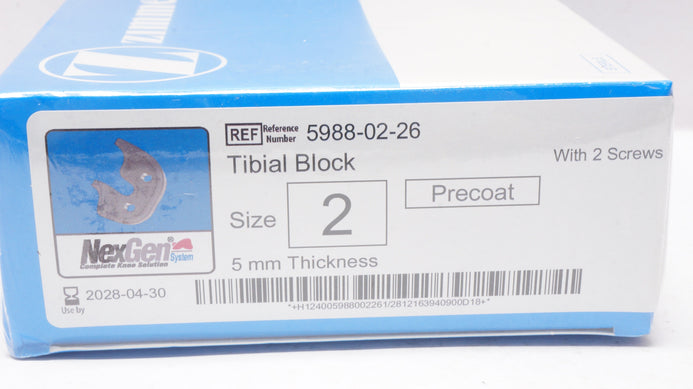 ZIMMER
REF Reference Number 5988-02-26
Tibial Block
With 2 Screws
Size 2 Precoat
5 mm Thickness
NexGen®
Complete Knee Solution System
Use by 2028-04-30
*+H124005988002261/2812163940900D18+*